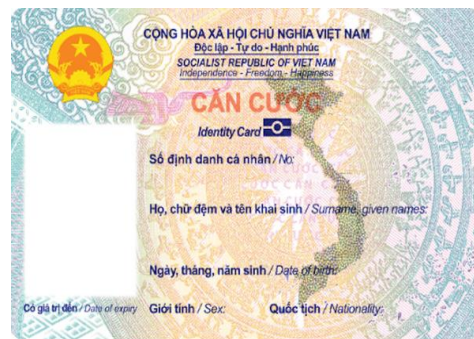 CỘNG HÒA XÃ HỘI CHỦ NGHĨA VIỆT NAM
Độc lập - Tự do - Hạnh phúc
SOCIALIST REPUBLIC OF VIET NAM
Independence - Freedom - Happiness
CĂN CƯỚC
Identity Card
Số định danh cá nhân / No:
Họ, chữ đệm và tên khai sinh / Surname, given names:
Ngày, tháng, năm sinh / Date of birth:
Có giá trị đến / Date of expiry
Giới tính / Sex:
Quốc tịch / Nationality: